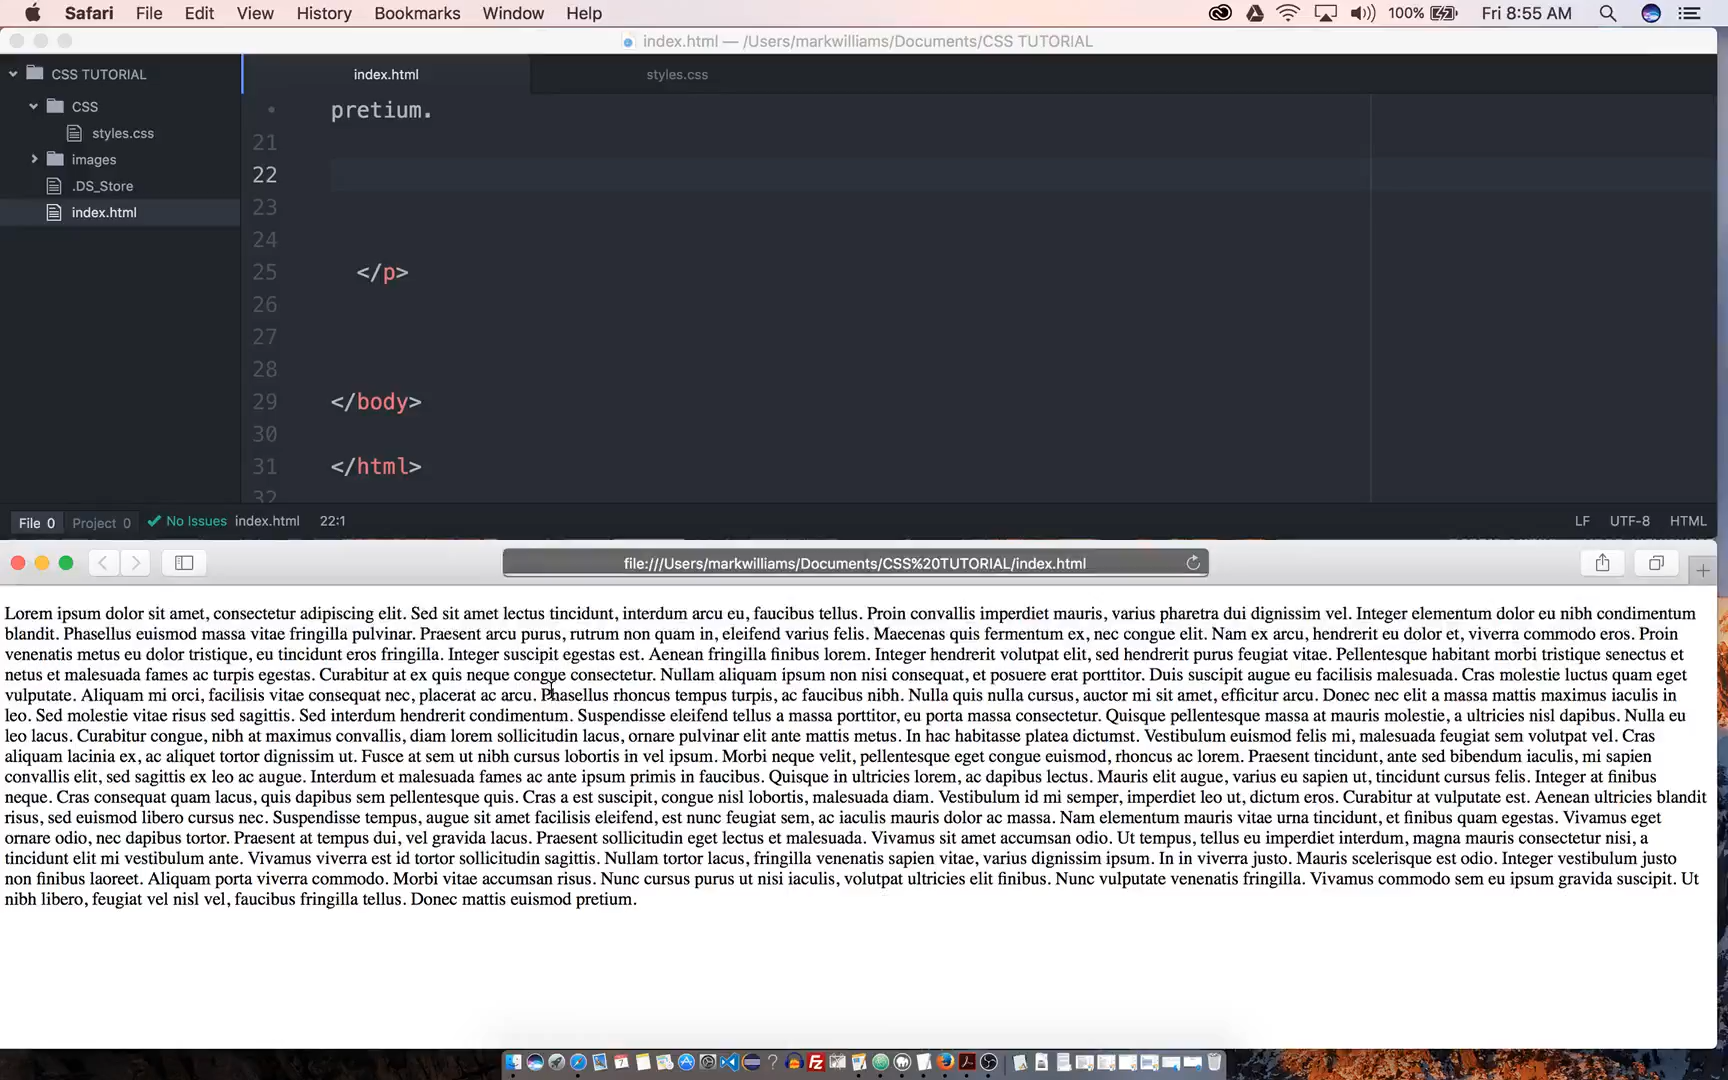 Safari File Edit View History Bookmarks Window Help 100% Fri 8:55 AM
index.html — /Users/markwilliams/Documents/CSS TUTORIAL
CSS TUTORIAL
CSS
styles.css
images
.DS_Store
index.html
index.html styles.css
pretium.
21
22
23
24
25 </p>
26
27
28
29 </body>
30
31 </html>
32
File 0 Project 0 No Issues index.html 22:1 LF UTF-8 HTML
file:///Users/markwilliams/Documents/CSS%20TUTORIAL/index.html
Lorem ipsum dolor sit amet, consectetur adipiscing elit. Sed sit amet lectus tincidunt, interdum arcu eu, faucibus tellus. Proin convallis imperdiet mauris, varius pharetra dui dignissim vel. Integer elementum dolor eu nibh condimentum
blandit. Phasellus euismod massa vitae fringilla pulvinar. Praesent arcu purus, rutrum non quam in, eleifend varius felis. Maecenas quis fermentum ex, nec congue elit. Nam ex arcu, hendrerit eu dolor et, viverra commodo eros. Proin
venenatis metus eu dolor tristique, eu tincidunt eros fringilla. Integer suscipit egestas est. Aenean fringilla finibus lorem. Integer hendrerit volutpat elit, sed hendrerit purus feugiat vitae. Pellentesque habitant morbi tristique senectus et
netus et malesuada fames ac turpis egestas. Curabitur at ex quis neque congue consectetur. Nullam aliquam ipsum non nisi consequat, et posuere erat porttitor. Duis suscipit augue eu facilisis malesuada. Cras molestie luctus quam eget
vulputate. Aliquam mi orci, facilisis vitae consequat nec, placerat ac arcu. Phasellus rhoncus tempus turpis, ac faucibus nibh. Nulla quis nulla cursus, auctor mi sit amet, efficitur arcu. Donec nec elit a massa mattis maximus iaculis in
leo. Sed molestie vitae risus sed sagittis. Sed interdum hendrerit condimentum. Suspendisse eleifend tellus a massa porttitor, eu porta massa consectetur. Quisque pellentesque massa at mauris molestie, a ultricies nisl dapibus. Nulla eu
leo lacus. Curabitur congue, nibh at maximus convallis, diam lorem sollicitudin lacus, ornare pulvinar elit ante mattis metus. In hac habitasse platea dictumst. Vestibulum euismod felis mi, malesuada feugiat sem volutpat vel. Cras
aliquam lacinia ex, ac aliquet tortor dignissim ut. Fusce at sem ut nibh cursus lobortis in vel ipsum. Morbi neque velit, pellentesque eget congue euismod, rhoncus ac lorem. Praesent tincidunt, ante sed bibendum iaculis, mi sapien
convallis elit, sed sagittis ex leo ac augue. Interdum et malesuada fames ac ante ipsum primis in faucibus. Quisque in ultricies lorem, ac dapibus lectus. Mauris elit augue, varius eu sapien ut, tincidunt cursus felis. Integer at finibus
neque. Cras consequat quam lacus, quis dapibus sem pellentesque quis. Cras a est suscipit, congue nisl lobortis, malesuada diam. Vestibulum id mi semper, imperdiet leo ut, dictum eros. Curabitur at vulputate est. Aenean ultricies blandit
risus, sed euismod libero cursus nec. Suspendisse tempus, augue sit amet facilisis eleifend, est nunc feugiat sem, ac iaculis mauris dolor ac massa. Nam elementum mauris vitae urna tincidunt, et finibus quam egestas. Vivamus eget
ornare odio, nec dapibus tortor. Praesent at tempus dui, vel gravida lacus. Praesent sollicitudin eget lectus et malesuada. Vivamus sit amet accumsan odio. Ut tempus, tellus eu imperdiet interdum, magna mauris consectetur nisi, a
tincidunt elit mi vestibulum ante. Vivamus viverra est id tortor sollicitudin sagittis. Nullam tortor lacus, fringilla venenatis sapien vitae, varius dignissim ipsum. In in viverra justo. Mauris scelerisque est odio. Integer vestibulum justo
non finibus laoreet. Aliquam porta viverra commodo. Morbi vitae accumsan risus. Nunc cursus purus ut nisi iaculis, volutpat ultricies elit finibus. Nunc vulputate venenatis fringilla. Vivamus commodo sem eu ipsum gravida suscipit. Ut
nibh libero, feugiat vel nisl vel, faucibus fringilla tellus. Donec mattis euismod pretium.